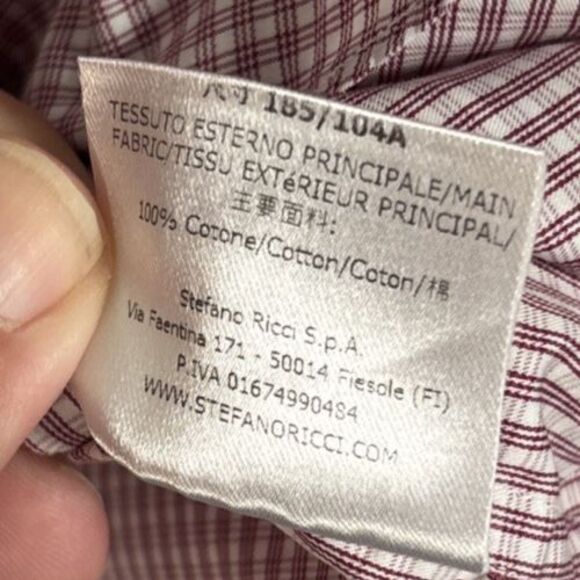 尺寸 185/104A
TESSUTO ESTERNO PRINCIPALE/MAIN
FABRIC/TISSU EXTéRIEUR PRINCIPAL/
主要面料:
100% Cotone/Cotton/Coton/棉
Stefano Ricci S.p.A.
Via Faentina 171 - 50014 Fiesole (FI)
P.IVA 01674990484
WWW.STEFANORICCI.COM